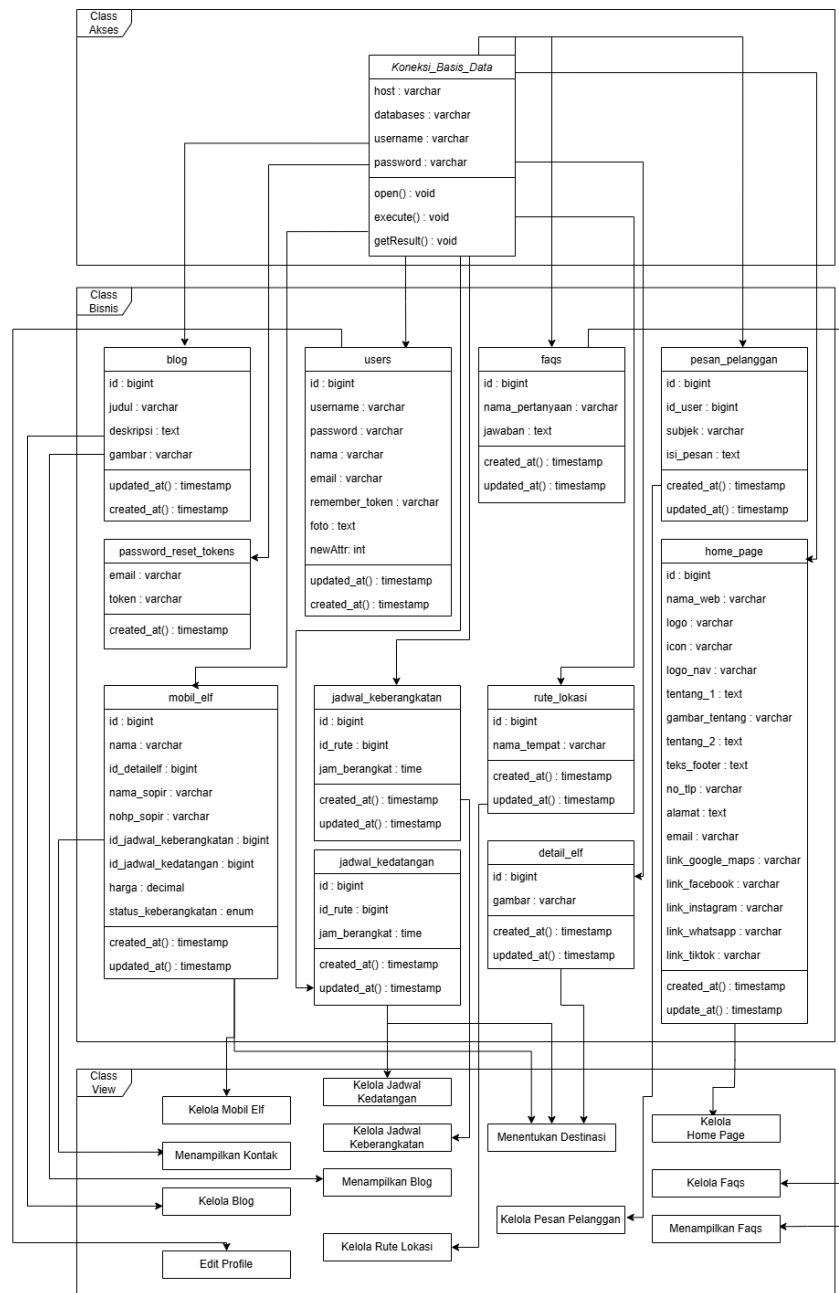 Class
Akses
Koneksi_Basis_Data
host : varchar
databases : varchar
username : varchar
password : varchar
open() : void
execute() : void
getResult() : void
Class
Bisnis
blog
id : bigint
judul : varchar
deskripsi : text
gambar : varchar
updated_at() : timestamp
created_at() : timestamp
users
id : bigint
username : varchar
password : varchar
nama : varchar
email : varchar
remember_token : varchar
foto : text
newAttr: int
updated_at() : timestamp
created_at() : timestamp
faqs
id : bigint
nama_pertanyaan : varchar
jawaban : text
created_at() : timestamp
updated_at() : timestamp
pesan_pelanggan
id : bigint
id_user : bigint
subjek : varchar
isi_pesan : text
created_at() : timestamp
updated_at() : timestamp
password_reset_tokens
email : varchar
token : varchar
created_at() : timestamp
home_page
id : bigint
nama_web : varchar
logo : varchar
icon : varchar
logo_nav : varchar
tentang_1 : text
gambar_tentang : varchar
tentang_2 : text
teks_footer : text
no_tlp : varchar
alamat : text
email : varchar
link_google_maps : varchar
link_facebook : varchar
link_instagram : varchar
link_whatsapp : varchar
link_tiktok : varchar
created_at() : timestamp
update_at() : timestamp
mobil_elf
id : bigint
nama : varchar
id_detailelf : bigint
nama_sopir : varchar
nohp_sopir : varchar
id_jadwal_keberangkatan : bigint
id_jadwal_kedatangan : bigint
harga : decimal
status_keberangkatan : enum
created_at() : timestamp
updated_at() : timestamp
jadwal_keberangkatan
id : bigint
id_rute : bigint
jam_berangkat : time
created_at() : timestamp
updated_at() : timestamp
rute_lokasi
id : bigint
nama_tempat : varchar
created_at() : timestamp
updated_at() : timestamp
jadwal_kedatangan
id : bigint
id_rute : bigint
jam_berangkat : time
created_at() : timestamp
updated_at() : timestamp
detail_elf
id : bigint
gambar : varchar
created_at() : timestamp
updated_at() : timestamp
Class
View
Kelola Mobil Elf
Kelola Jadwal
Kedatangan
Kelola Jadwal
Keberangkatan
Menentukan Destinasi
Kelola
Home Page
Menampilkan Kontak
Menampilkan Blog
Kelola Faqs
Kelola Blog
Kelola Pesan Pelanggan
Menampilkan Faqs
Edit Profile
Kelola Rute Lokasi